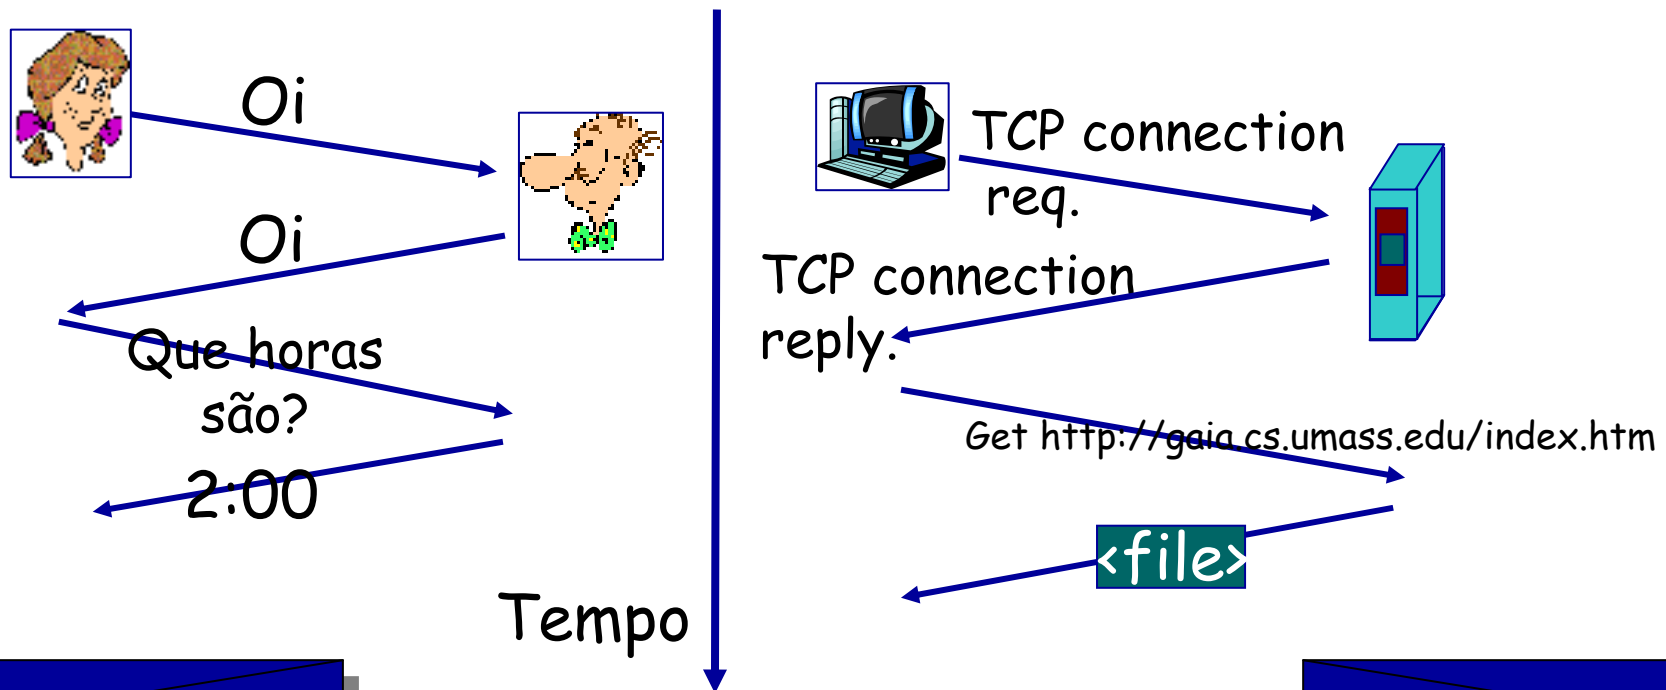 Oi
Oi
Que horas
são?
2:00
Tempo
TCP connection
req.
TCP connection
reply.
Get http://gaia.cs.umass.edu/index.htm
<file>